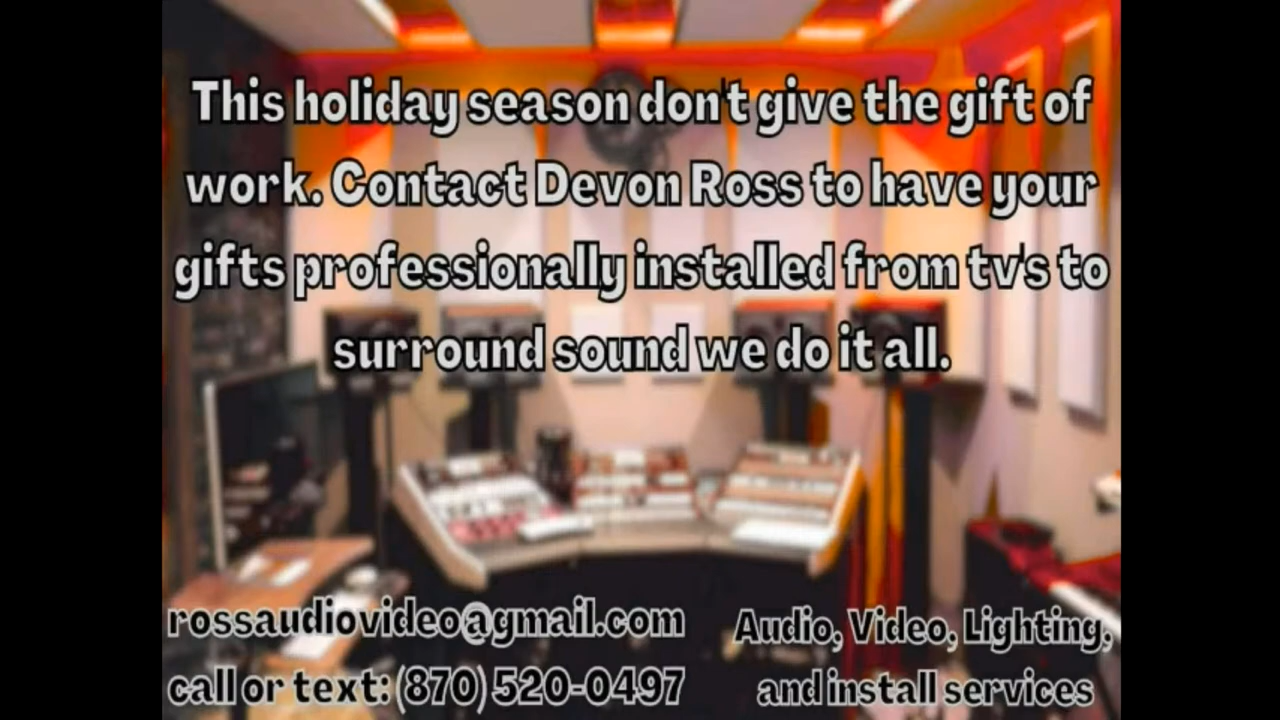 This holiday season don't give the gift of
work. Contact Devon Ross to have your
gifts professionally installed from tv's to
surround sound we do it all.
rossaudiovideo@gmail.com
call or text: (870) 520-0497
Audio, Video, Lighting,
and install services